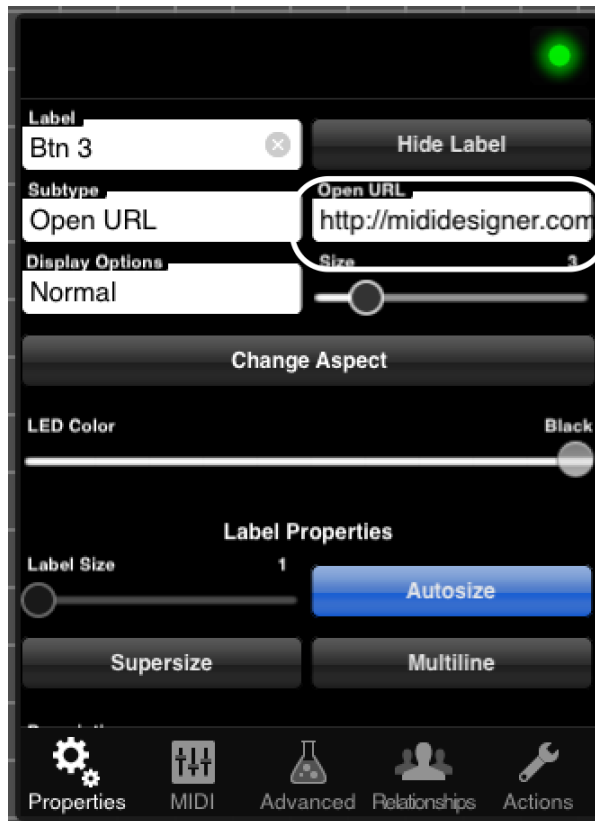 Label
Btn 3
Hide Label
Subtype
Open URL
Open URL
http://mididesigner.com
Display Options
Normal
Size 3
Change Aspect
LED Color Black
Label Properties
Label Size 1
Autosize
Supersize
Multiline
Properties MIDI Advanced Relationships Actions